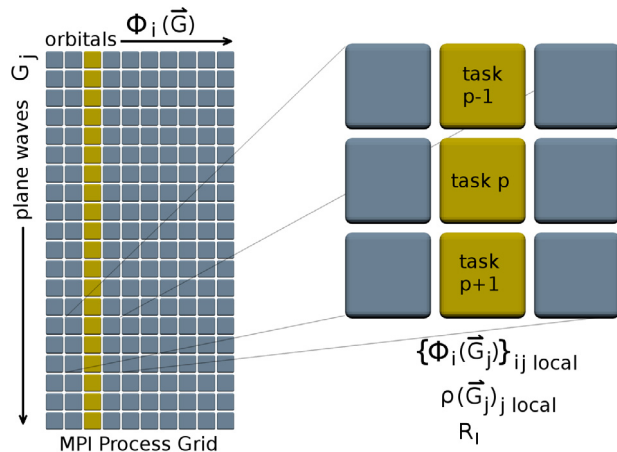 orbitals Φi(G⃗)
Gj
plane waves
MPI Process Grid
task
p-1
task p
task
p+1
{Φi(G⃗j)}ij local
ρ(G⃗j)j local
RI